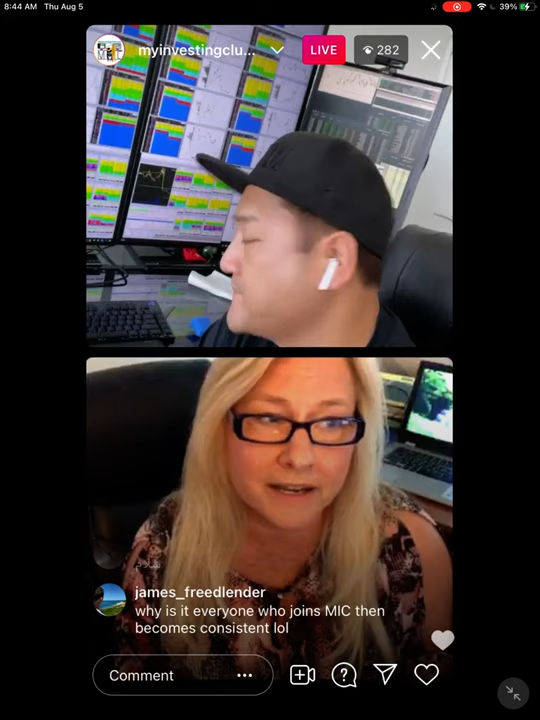 8:44 AM Thu Aug 5
39%
myinvestingclu...
LIVE
282
james_freedlender
why is it everyone who joins MIC then
becomes consistent lol
Comment